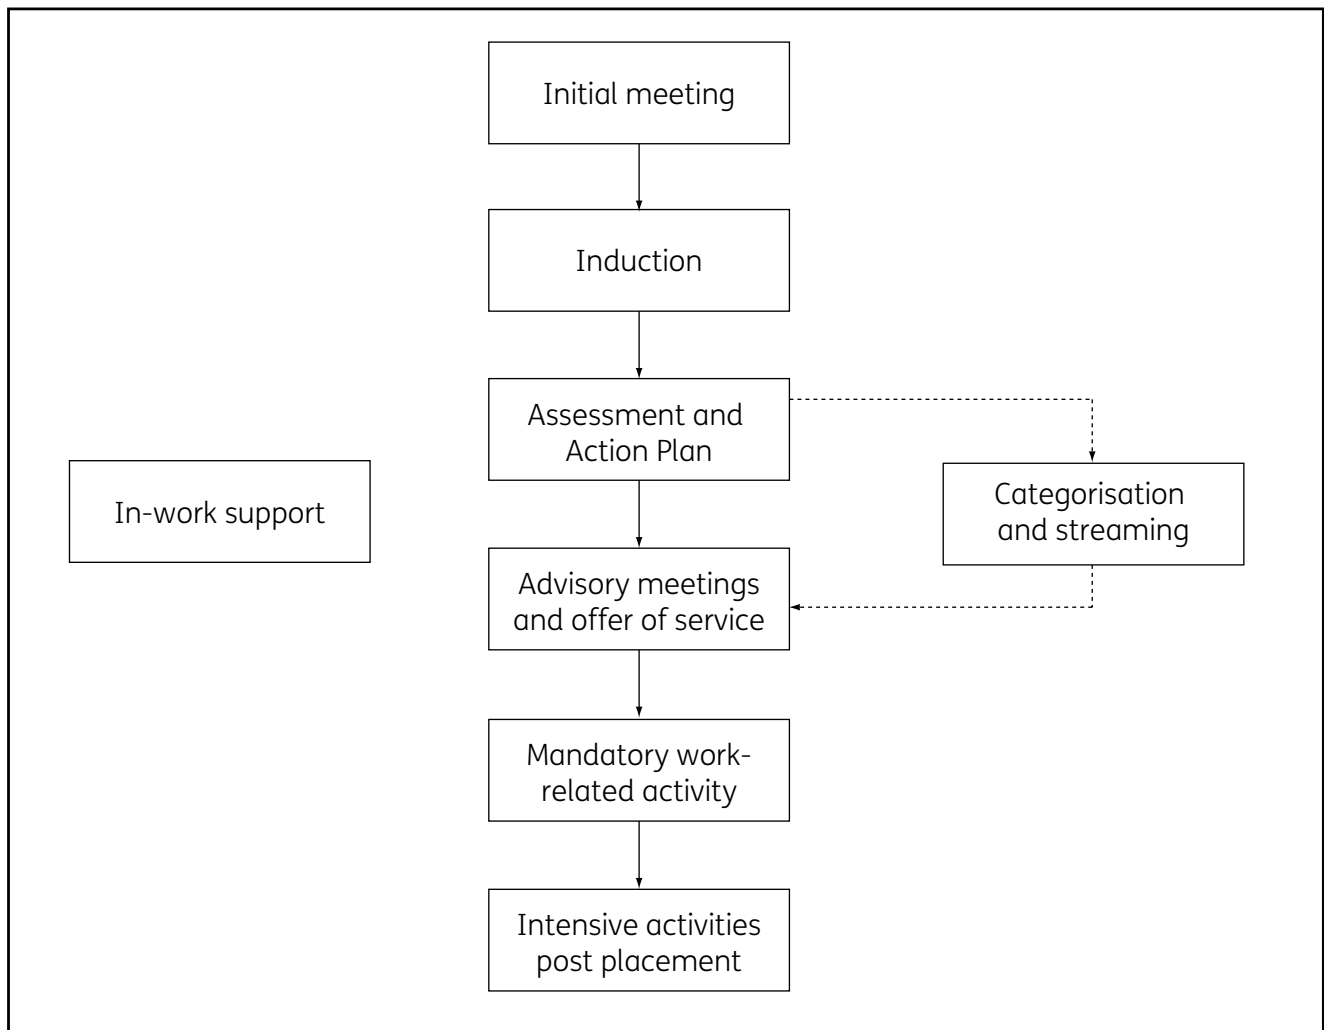 Initial meeting
Induction
Assessment and
Action Plan
In-work support
Categorisation
and streaming
Advisory meetings
and offer of service
Mandatory work-
related activity
Intensive activities
post placement